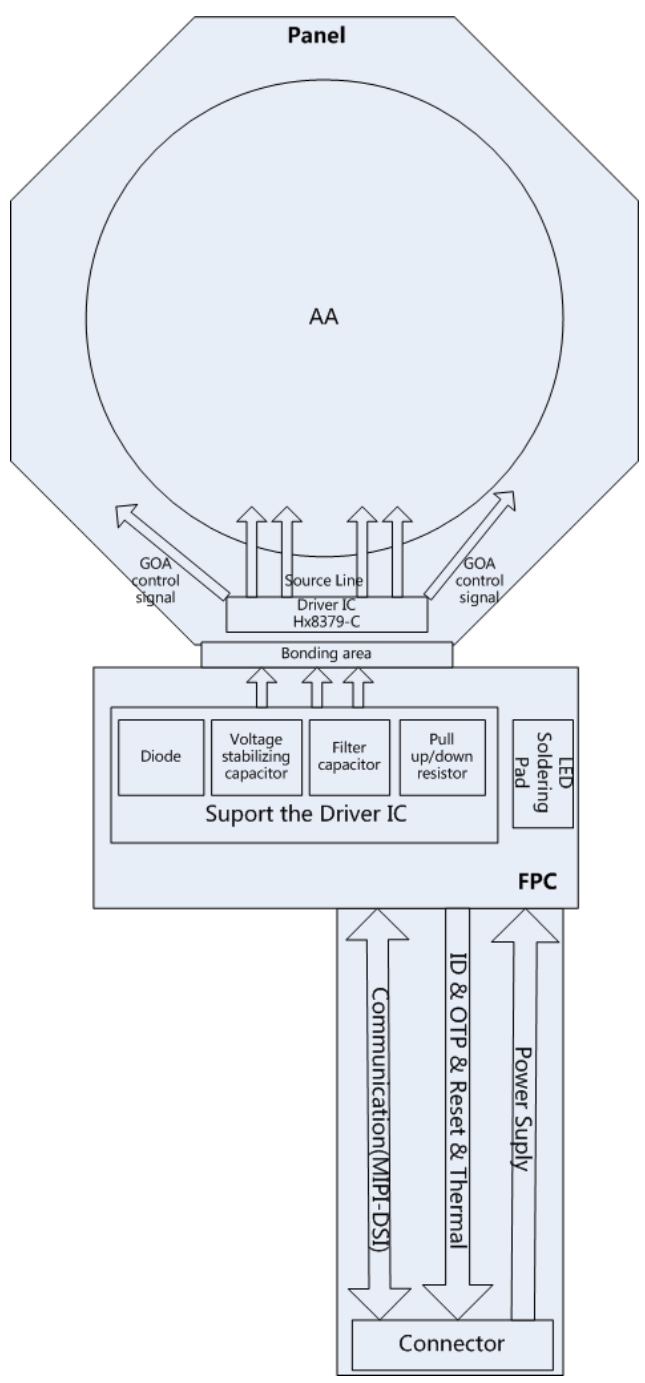 Panel
AA
GOA
control
signal
Source Line
GOA
control
signal
Driver IC
Hx8379-C
Bonding area
Diode
Voltage
stabilizing
capacitor
Filter
capacitor
Pull
up/down
resistor
LED
Soldering
Pad
Suport the Driver IC
FPC
Communication(MIPI-DSI)
ID & OTP & Reset & Thermal
Power Suply
Connector